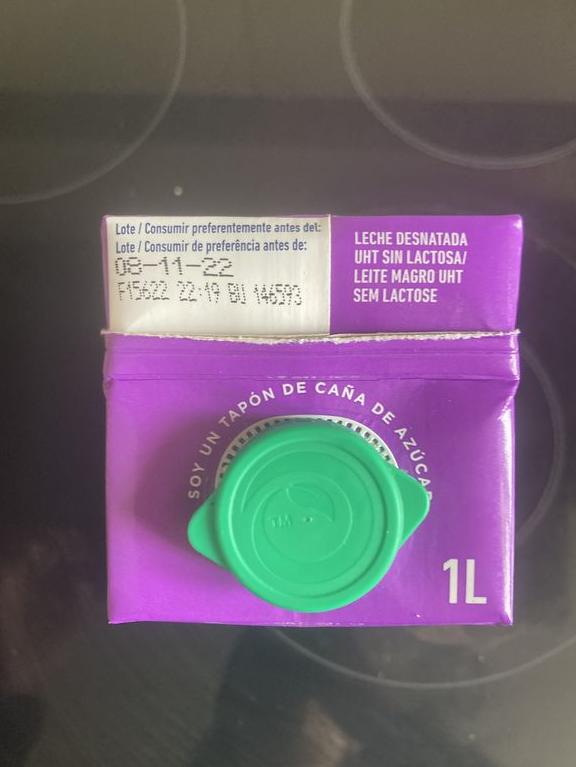 Lote / Consumir preferentemente antes del:
Lote / Consumir de preferência antes de:
08-11-22
F15622 22:19 BU 146593
LECHE DESNATADA
UHT SIN LACTOSA/
LEITE MAGRO UHT
SEM LACTOSE
SOY UN TAPÓN DE CAÑA DE AZÚCAR
TM
1L